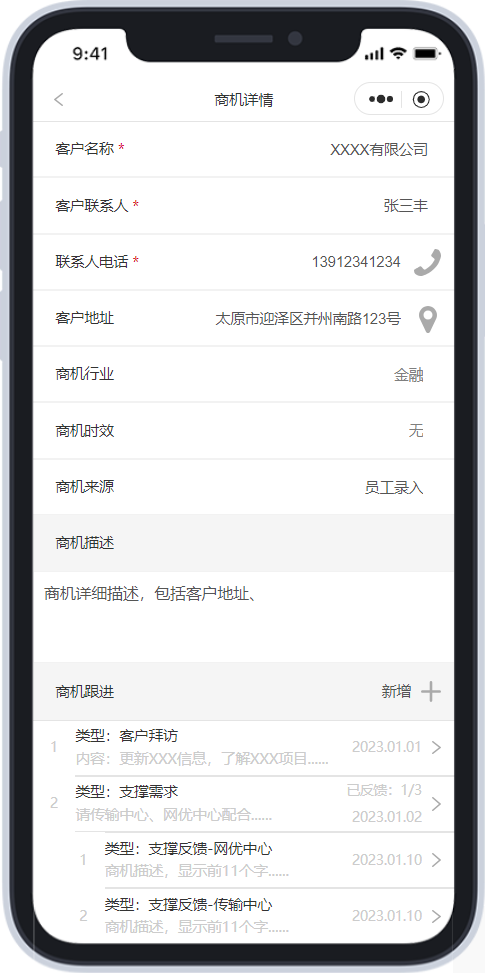 9:41
商机详情
客户名称 * XXXX有限公司
客户联系人 * 张三丰
联系人电话 * 13912341234
客户地址 太原市迎泽区并州南路123号
商机行业 金融
商机时效 无
商机来源 员工录入
商机描述
商机详细描述，包括客户地址、
商机跟进 新增
1 类型：客户拜访 2023.01.01
内容：更新XXX信息，了解XXX项目......
2 类型：支撑需求 已反馈：1/3
请传输中心、网优中心配合...... 2023.01.02
1 类型：支撑反馈-网优中心 2023.01.10
商机描述，显示前11个字......
2 类型：支撑反馈-传输中心 2023.01.10
商机描述，显示前11个字......